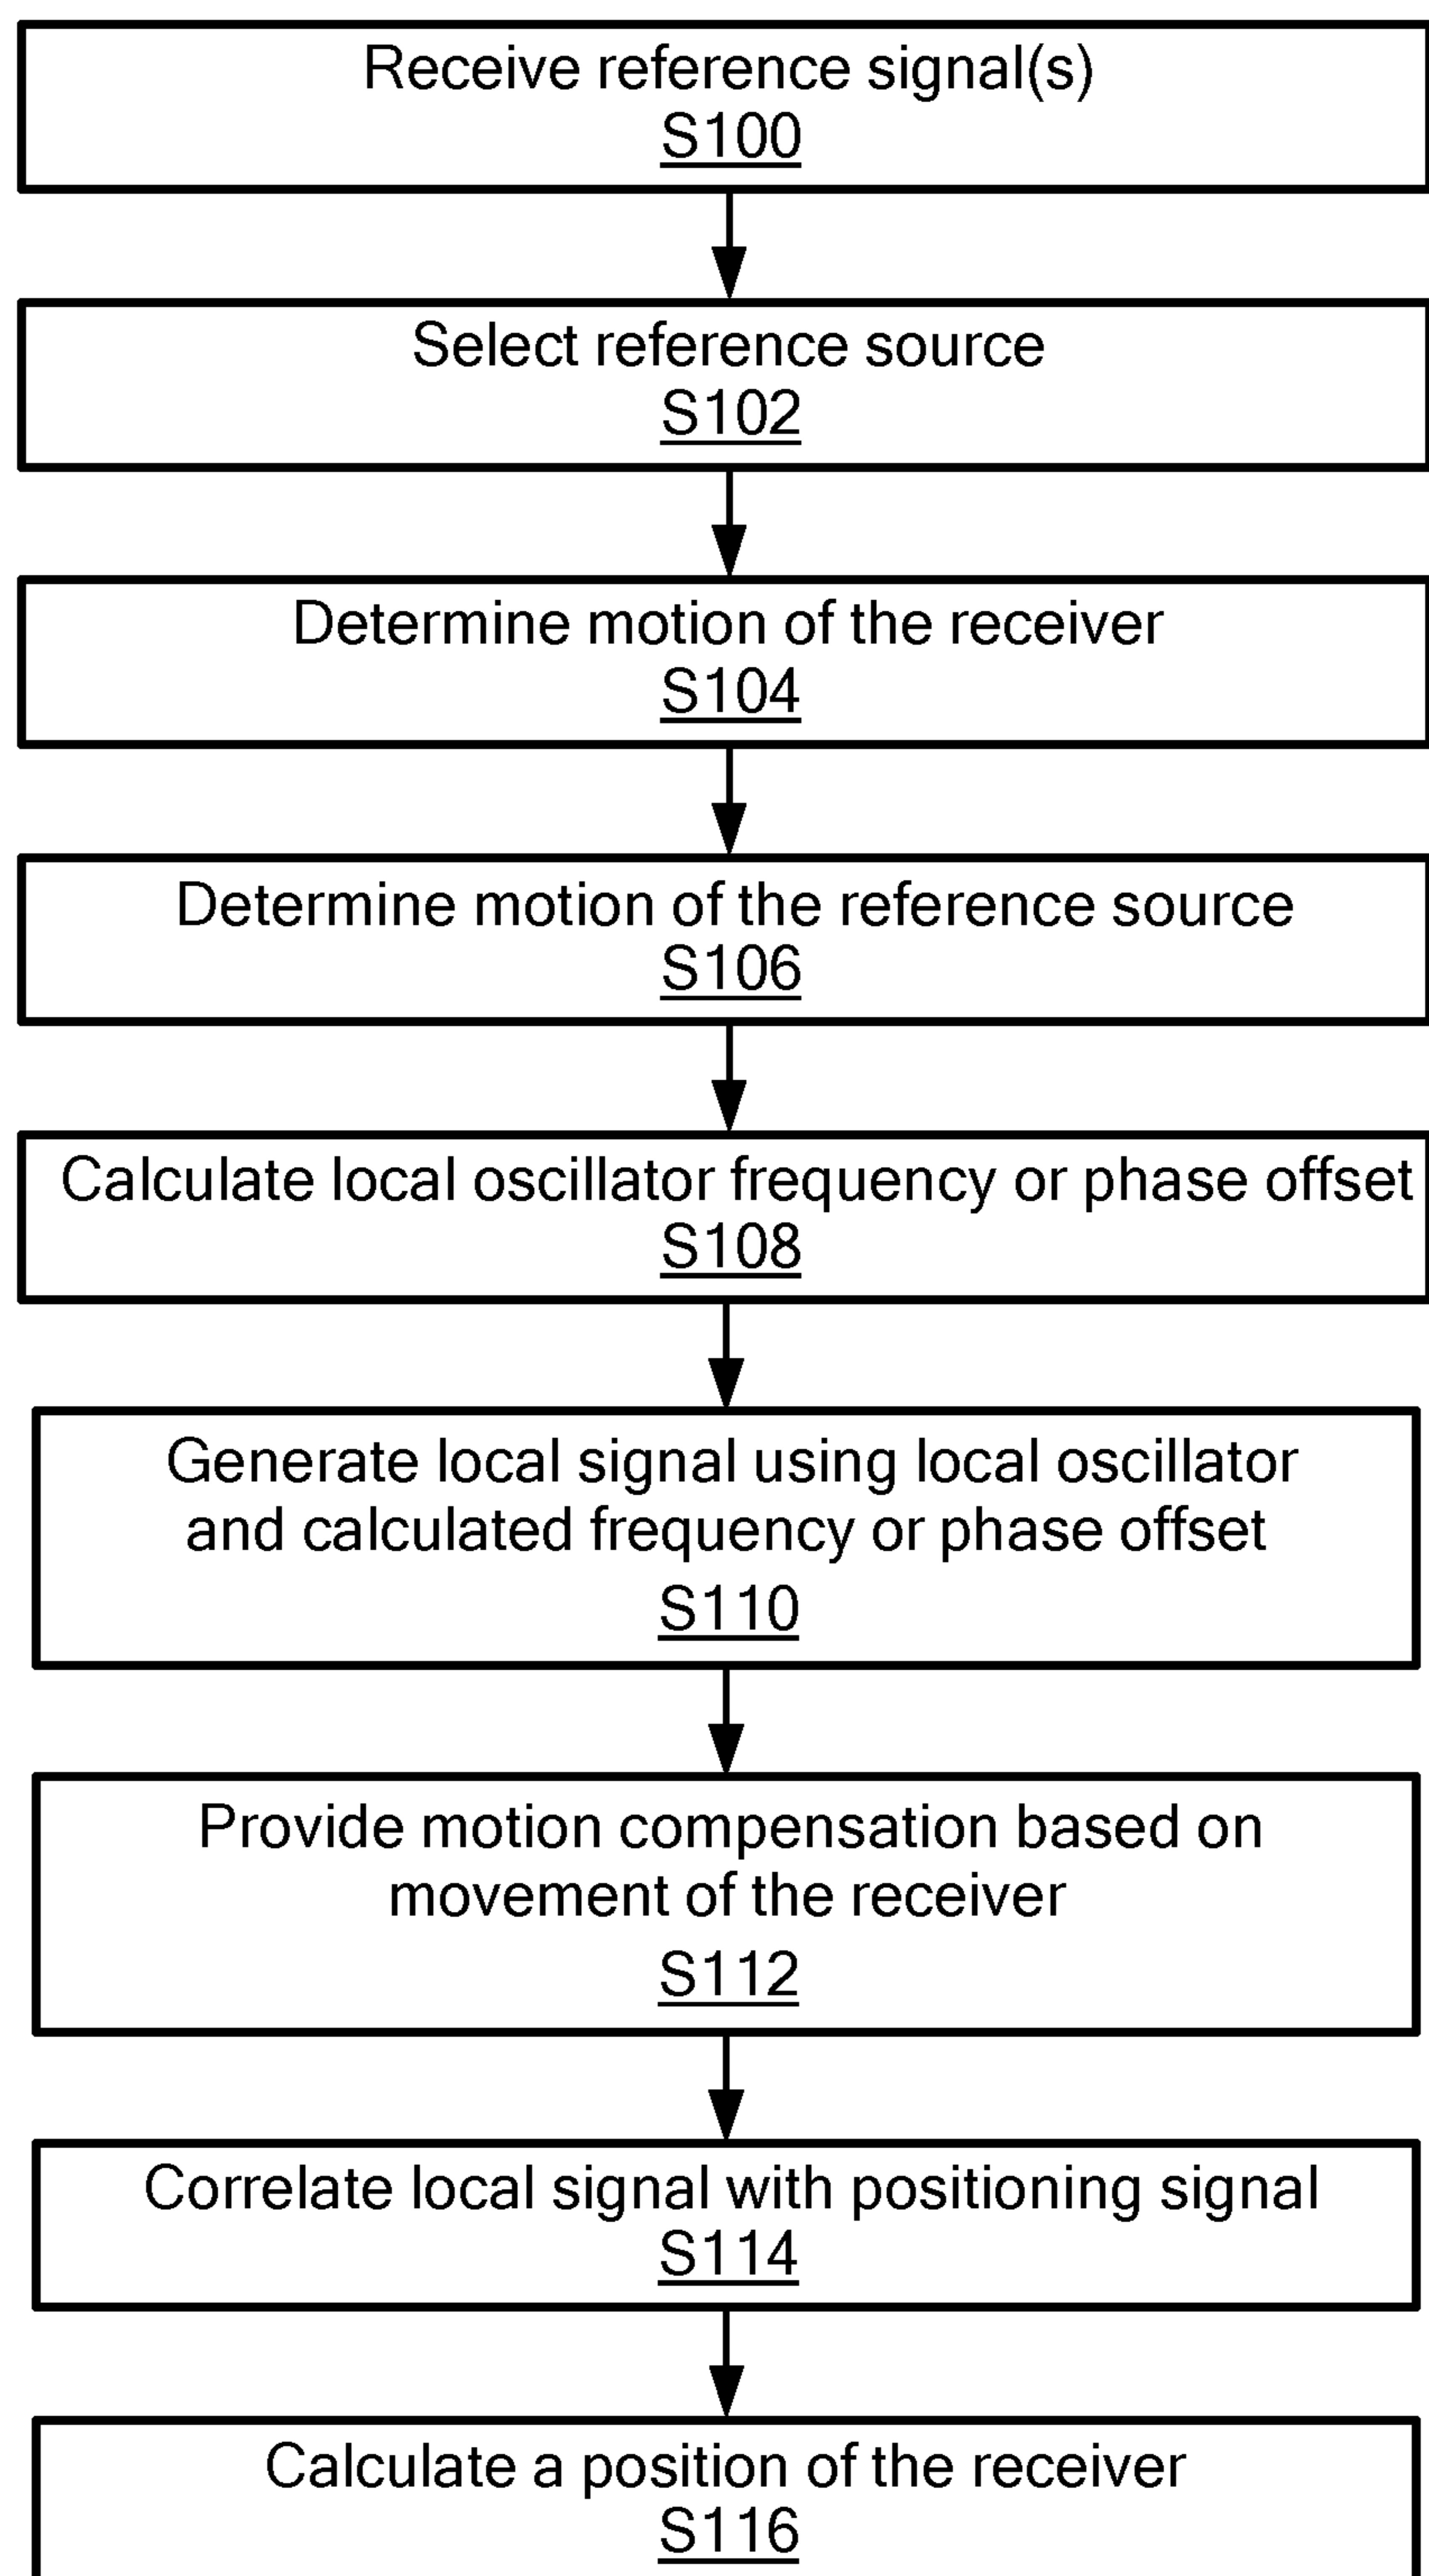 Receive reference signal(s)
S100
Select reference source
S102
Determine motion of the receiver
S104
Determine motion of the reference source
S106
Calculate local oscillator frequency or phase offset
S108
Generate local signal using local oscillator
and calculated frequency or phase offset
S110
Provide motion compensation based on
movement of the receiver
S112
Correlate local signal with positioning signal
S114
Calculate a position of the receiver
S116